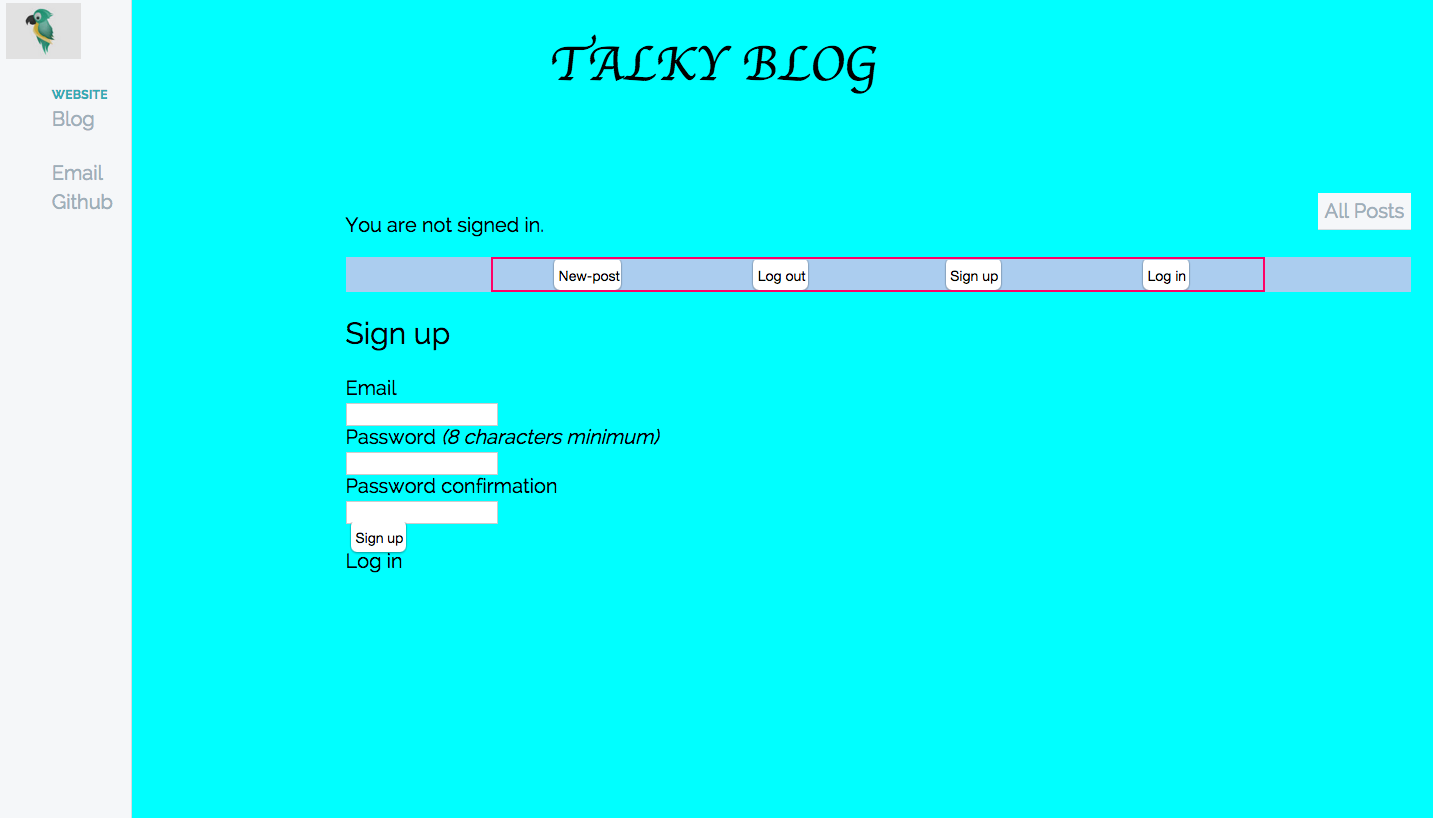 TALKY BLOG
WEBSITE
Blog
Email
Github
All Posts
You are not signed in.
New-post Log out Sign up Log in
Sign up
Email
Password (8 characters minimum)
Password confirmation
Sign up
Log in